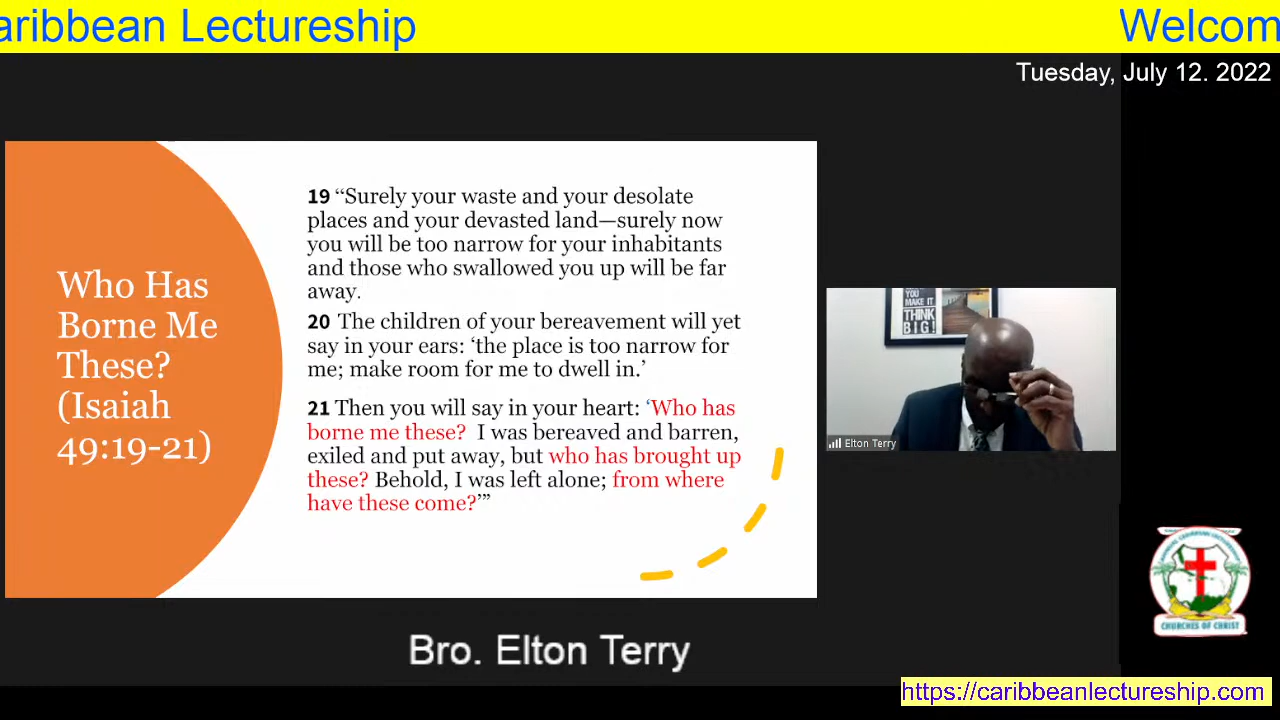 aribbean Lectureship
Welcom
Tuesday, July 12. 2022
Who Has
Borne Me
These?
(Isaiah
49:19-21)
19 “Surely your waste and your desolate
places and your devasted land—surely now
you will be too narrow for your inhabitants
and those who swallowed you up will be far
away.
20 The children of your bereavement will yet
say in your ears: ‘the place is too narrow for
me; make room for me to dwell in.’
21 Then you will say in your heart: ‘Who has
borne me these? I was bereaved and barren,
exiled and put away, but who has brought up
these? Behold, I was left alone; from where
have these come?’”
YOU
MAKE IT
THINK
BIG!
Elton Terry
CHURCHES OF CHRIST
Bro. Elton Terry
https://caribbeanlectureship.com